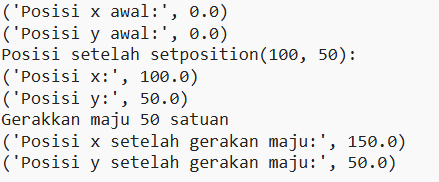 ('Posisi x awal:', 0.0)
('Posisi y awal:', 0.0)
Posisi setelah setposition(100, 50):
('Posisi x:', 100.0)
('Posisi y:', 50.0)
Gerakkan maju 50 satuan
('Posisi x setelah gerakan maju:', 150.0)
('Posisi y setelah gerakan maju:', 50.0)